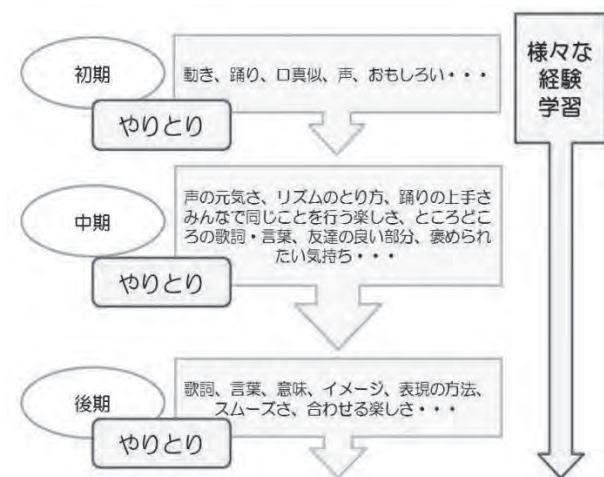 初期
動き、踊り、口真似、声、おもしろい・・・
やりとり
様々な
経験
学習
中期
声の元気さ、リズムのとり方、踊りの上手さ
みんなで同じことを行う楽しさ、ところどこ
ろの歌詞・言葉、友達の良い部分、褒められ
たい気持ち・・・
やりとり
後期
歌詞、言葉、意味、イメージ、表現の方法、
スムーズさ、合わせる楽しさ・・・
やりとり